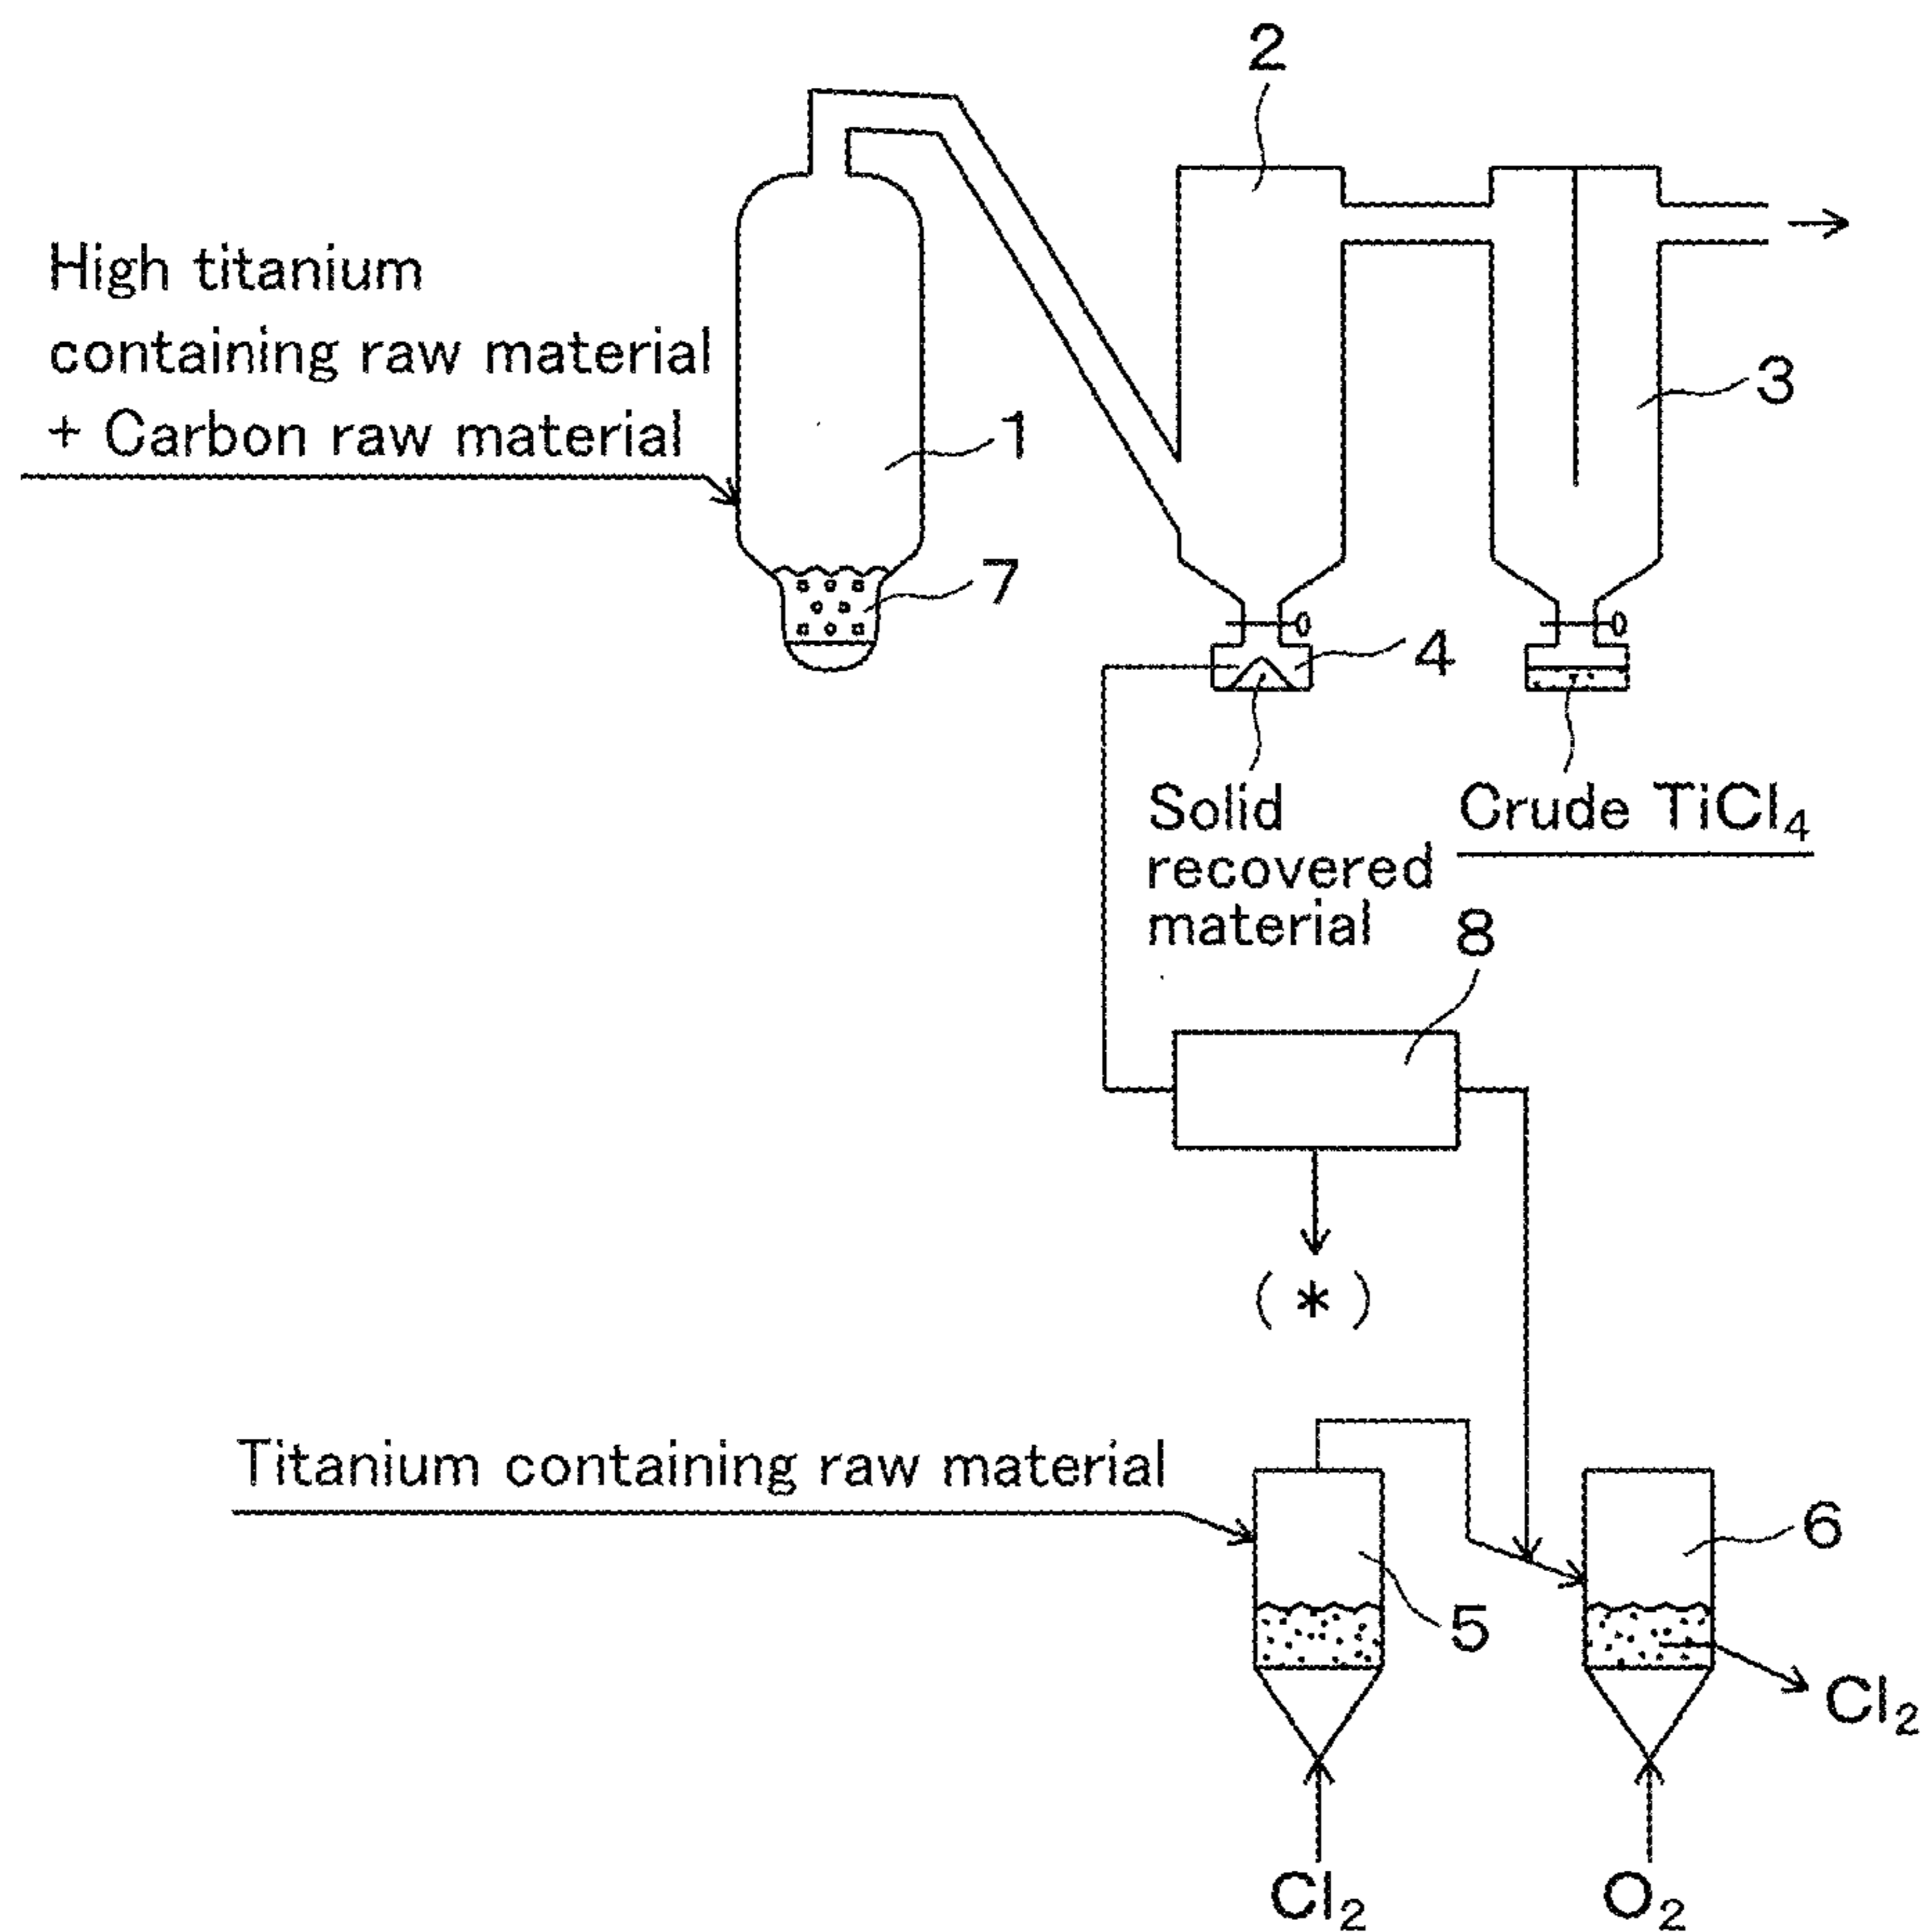 2
High titanium
containing raw material
+ Carbon raw material
3
1
7
4
Solid
recovered
material
Crude TiCl₄
8
(*)
Titanium containing raw material
6
5
Cl₂
Cl₂
O₂